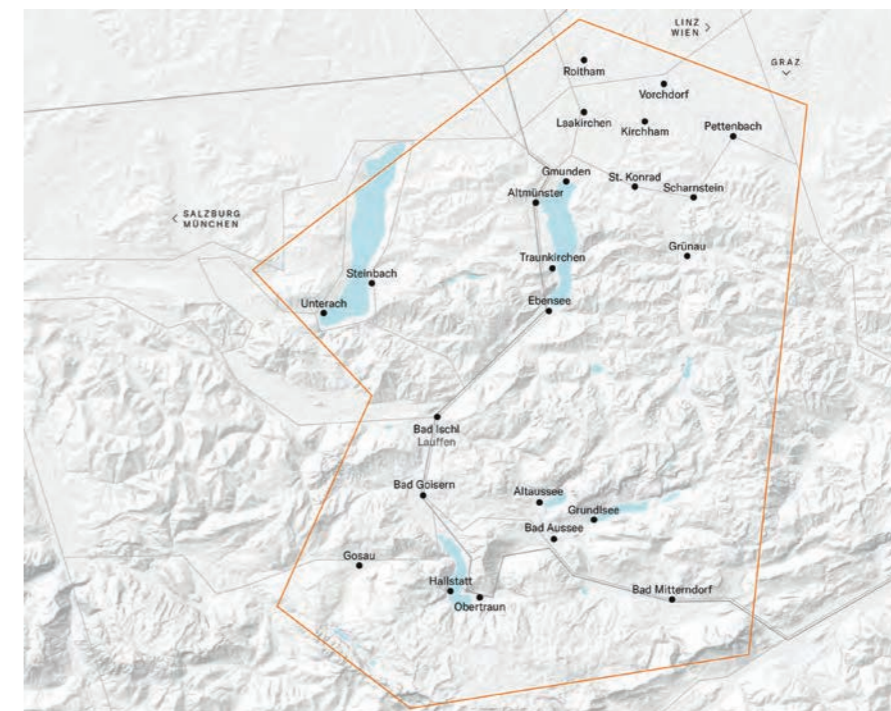 LINZ
WIEN
GRAZ
Roitham
Vorchdorf
Laakirchen
Kirchham
Pettenbach
Gmunden
St. Konrad
Scharnstein
Altmünster
SALZBURG
MÜNCHEN
Grünau
Traunkirchen
Steinbach
Unterach
Ebensee
Bad Ischl
Lauffen
Bad Goisern
Altaussee
Grundlsee
Bad Aussee
Gosau
Hallstatt
Obertraun
Bad Mitterndorf